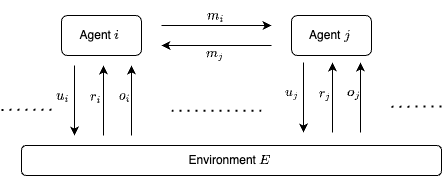 $m_i$
Agent $i$
Agent $j$
$m_j$
$u_i$ $r_i$ $o_i$
$u_j$ $r_j$ $o_j$
Environment $E$